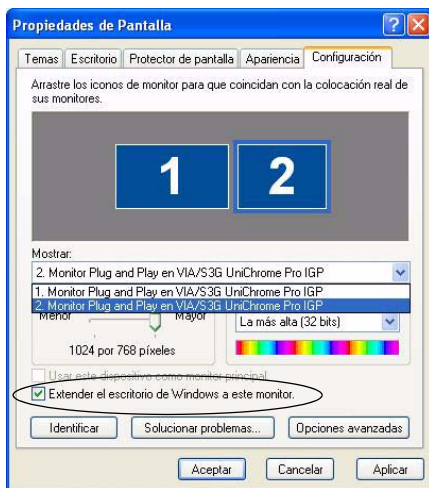 Propiedades de Pantalla
Temas Escritorio Protector de pantalla Apariencia Configuración
Arrastre los iconos de monitor para que coincidan con la colocación real de
sus monitores.
1 2
Mostrar:
2. Monitor Plug and Play en VIA/S3G UniChrome Pro IGP
1. Monitor Plug and Play en VIA/S3G UniChrome Pro IGP
2. Monitor Plug and Play en VIA/S3G UniChrome Pro IGP
Menor Mayor La más alta (32 bits)
1024 por 768 píxeles
Usar este dispositivo como monitor principal.
Extender el escritorio de Windows a este monitor.
Identificar Solucionar problemas... Opciones avanzadas
Aceptar Cancelar Aplicar